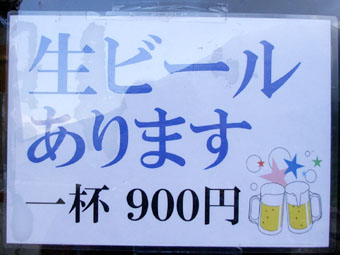 生ビール
あります
一杯 900円